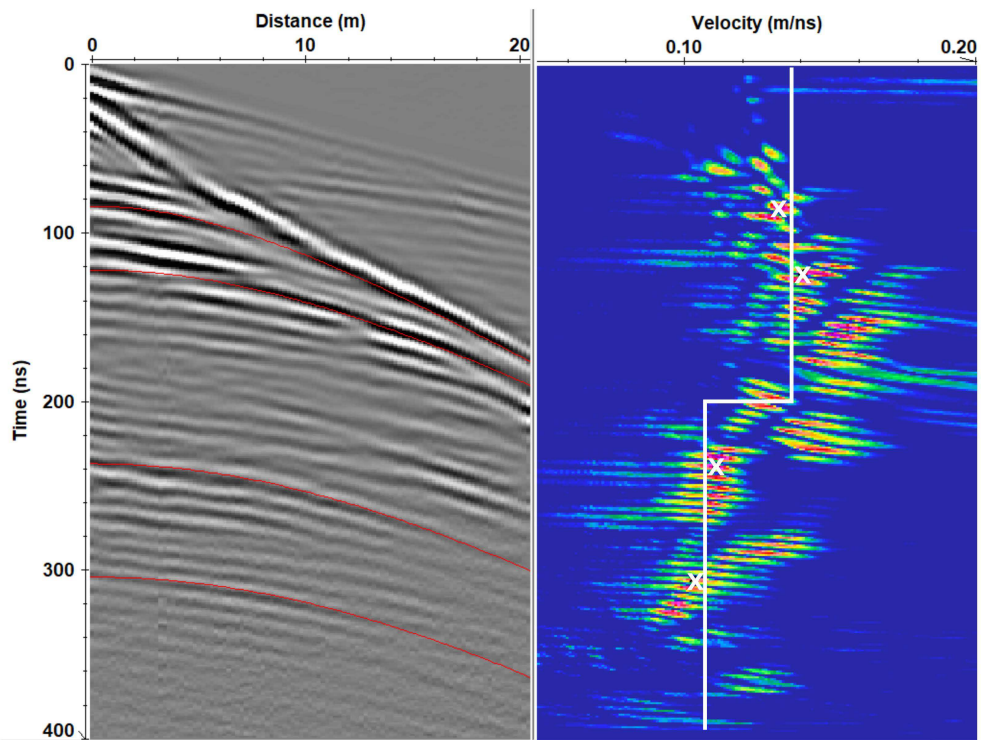 Distance (m)
0 10 20
Velocity (m/ns)
0.10 0.20
Time (ns)
0
100
200
300
400
X
X
X
X